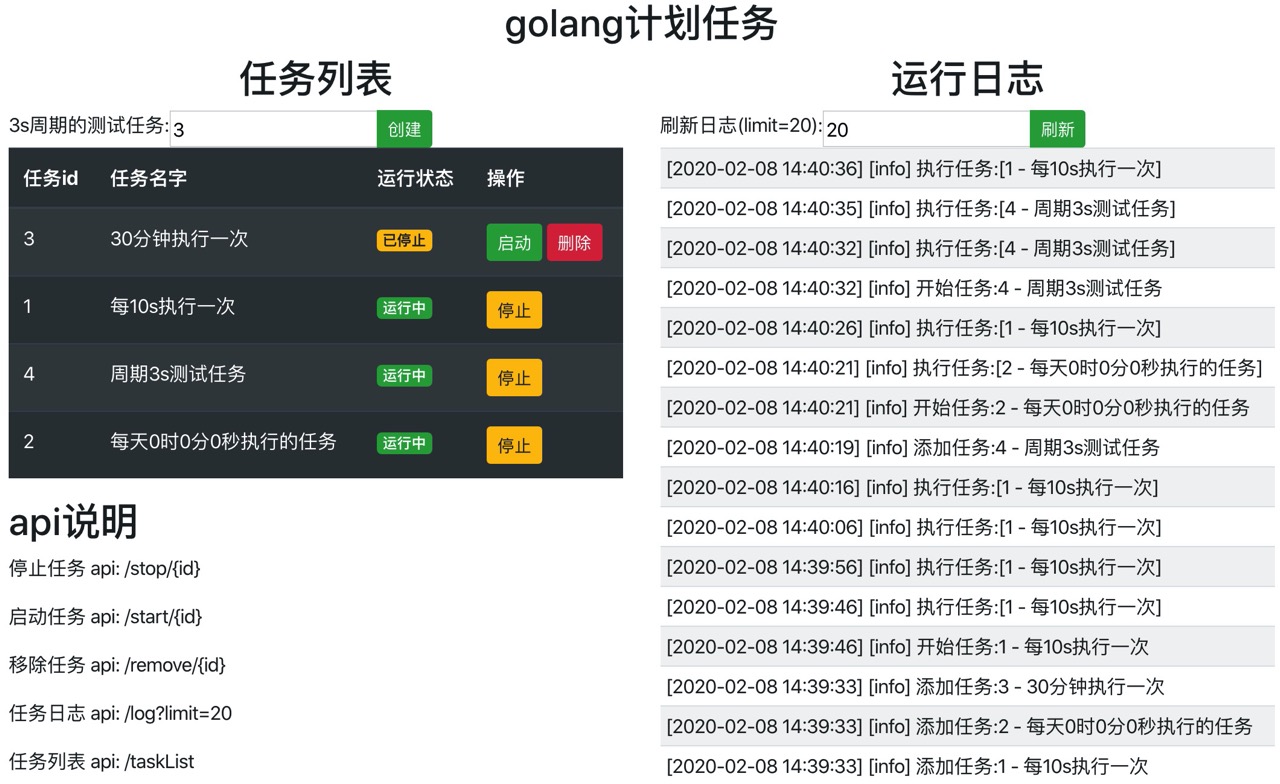 golang计划任务
任务列表
3s周期的测试任务: 3 创建
任务id 任务名字 运行状态 操作
3 30分钟执行一次 已停止 启动 删除
1 每10s执行一次 运行中 停止
4 周期3s测试任务 运行中 停止
2 每天0时0分0秒执行的任务 运行中 停止
api说明
停止任务 api: /stop/{id}
启动任务 api: /start/{id}
移除任务 api: /remove/{id}
任务日志 api: /log?limit=20
任务列表 api: /taskList
运行日志
刷新日志(limit=20): 20 刷新
[2020-02-08 14:40:36] [info] 执行任务:[1 - 每10s执行一次]
[2020-02-08 14:40:35] [info] 执行任务:[4 - 周期3s测试任务]
[2020-02-08 14:40:32] [info] 执行任务:[4 - 周期3s测试任务]
[2020-02-08 14:40:32] [info] 开始任务:4 - 周期3s测试任务
[2020-02-08 14:40:26] [info] 执行任务:[1 - 每10s执行一次]
[2020-02-08 14:40:21] [info] 执行任务:[2 - 每天0时0分0秒执行的任务]
[2020-02-08 14:40:21] [info] 开始任务:2 - 每天0时0分0秒执行的任务
[2020-02-08 14:40:19] [info] 添加任务:4 - 周期3s测试任务
[2020-02-08 14:40:16] [info] 执行任务:[1 - 每10s执行一次]
[2020-02-08 14:40:06] [info] 执行任务:[1 - 每10s执行一次]
[2020-02-08 14:39:56] [info] 执行任务:[1 - 每10s执行一次]
[2020-02-08 14:39:46] [info] 执行任务:[1 - 每10s执行一次]
[2020-02-08 14:39:46] [info] 开始任务:1 - 每10s执行一次
[2020-02-08 14:39:33] [info] 添加任务:3 - 30分钟执行一次
[2020-02-08 14:39:33] [info] 添加任务:2 - 每天0时0分0秒执行的任务
[2020-02-08 14:39:33] [info] 添加任务:1 - 每10s执行一次